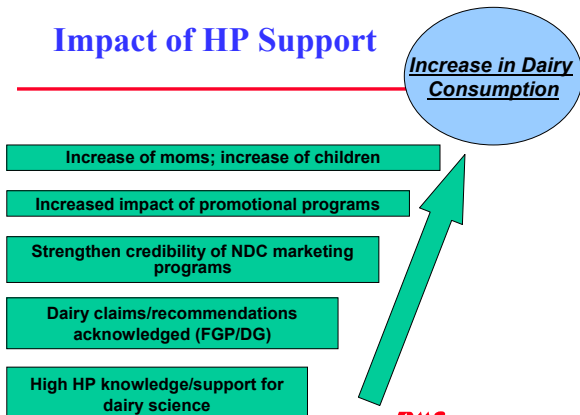 Impact of HP Support
Increase in Dairy
Consumption
Increase of moms; increase of children
Increased impact of promotional programs
Strengthen credibility of NDC marketing
programs
Dairy claims/recommendations
acknowledged (FGP/DG)
High HP knowledge/support for
dairy science